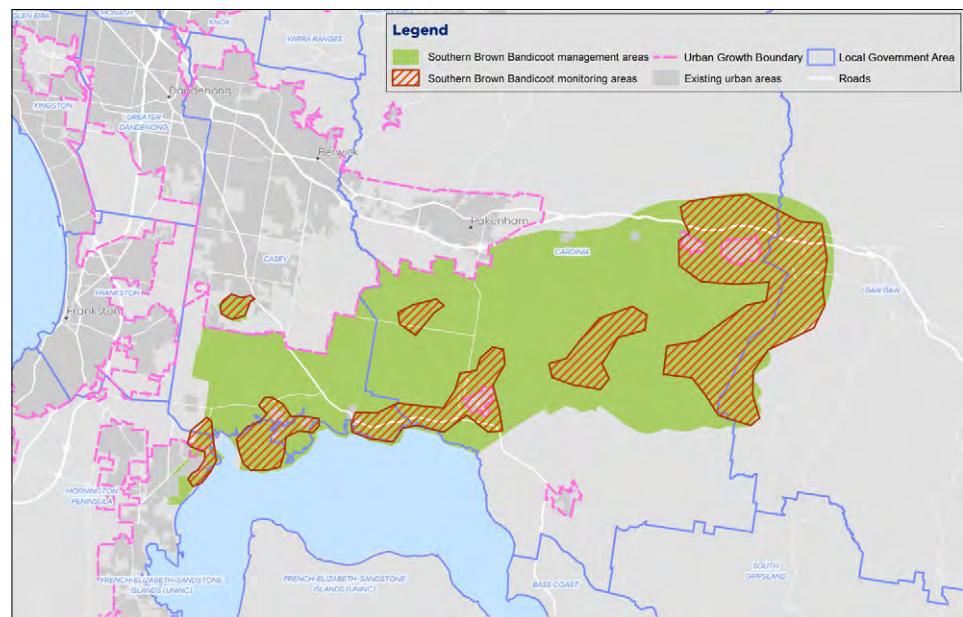 GLEN EIRA
MONASH
KNOX
YARRA RANGES
Legend
Southern Brown Bandicoot management areas
Urban Growth Boundary
Local Government Area
Southern Brown Bandicoot monitoring areas
Existing urban areas
Roads
Dandenong
KINGSTON
GREATER
DANDENONG
Berwick
Pakenham
CASEY
CARDINIA
BAW BAW
FRANKSTON
Frankston
MORNINGTON
PENINSULA
FRENCH-ELIZABETH-SANDSTONE
ISLANDS (UNINC)
FRENCH-ELIZABETH-SANDSTONE
ISLANDS (UNINC)
BASS COAST
SOUTH
GIPPSLAND